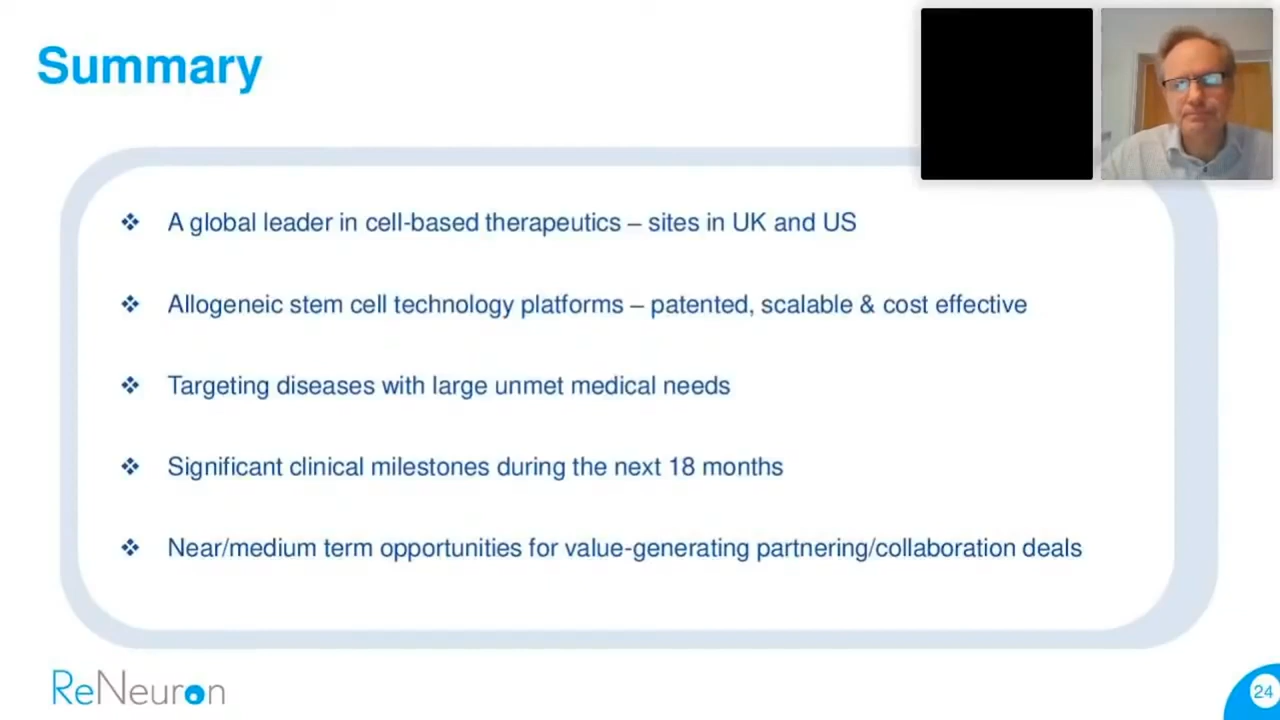 Summary
❖ A global leader in cell-based therapeutics – sites in UK and US
❖ Allogeneic stem cell technology platforms – patented, scalable & cost effective
❖ Targeting diseases with large unmet medical needs
❖ Significant clinical milestones during the next 18 months
❖ Near/medium term opportunities for value-generating partnering/collaboration deals
ReNeuron
24